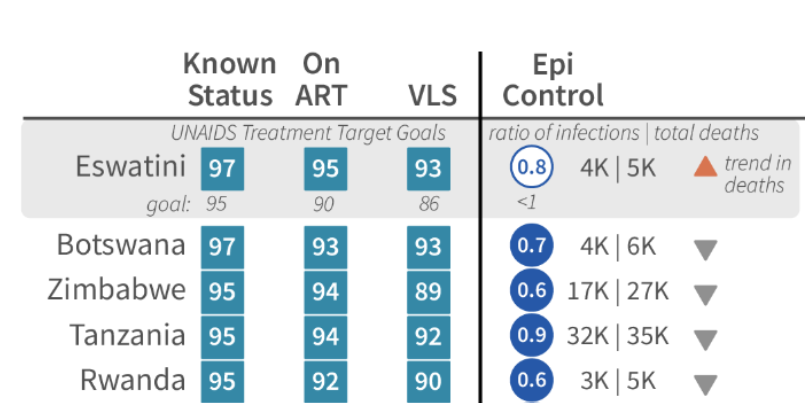 Known On Epi
Status ART VLS Control
UNAIDS Treatment Target Goals ratio of infections | total deaths
Eswatini 97 95 93 0.8 4K | 5K trend in
deaths
goal: 95 90 86 <1
Botswana 97 93 93 0.7 4K | 6K
Zimbabwe 95 94 89 0.6 17K | 27K
Tanzania 95 94 92 0.9 32K | 35K
Rwanda 95 92 90 0.6 3K | 5K